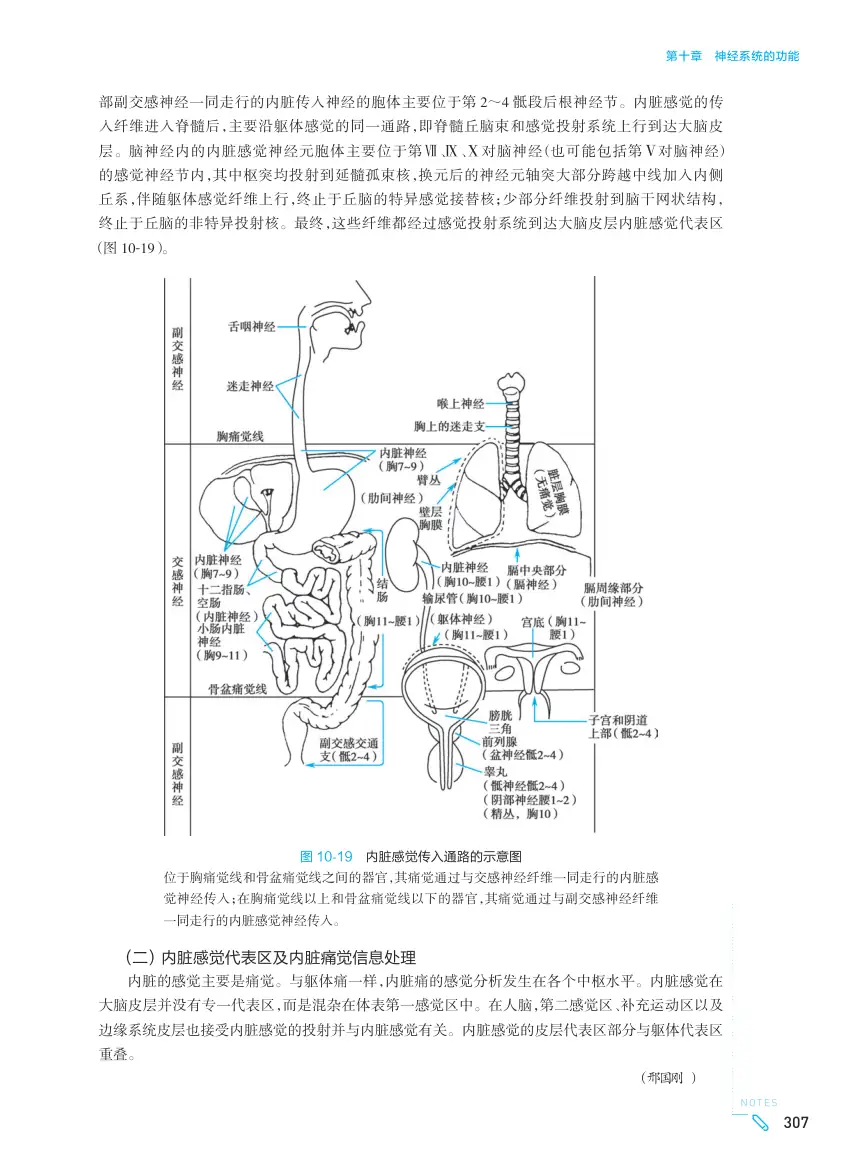 第十章 神经系统的功能
部副交感神经一同走行的内脏传入神经的胞体主要位于第 2～4 骶段后根神经节。内脏感觉的传
入纤维进入脊髓后,主要沿躯体感觉的同一通路,即脊髓丘脑束和感觉投射系统上行到达大脑皮
层。脑神经内的内脏感觉神经元胞体主要位于第Ⅶ、Ⅸ、Ⅹ对脑神经(也可能包括第Ⅴ对脑神经)
的感觉神经节内,其中枢突均投射到延髓孤束核,换元后的神经元轴突大部分跨越中线加入内侧
丘系,伴随躯体感觉纤维上行,终止于丘脑的特异感觉接替核;少部分纤维投射到脑干网状结构,
终止于丘脑的非特异投射核。最终,这些纤维都经过感觉投射系统到达大脑皮层内脏感觉代表区
(图 10-19)。
副交感神经
舌咽神经
迷走神经
喉上神经
胸上的迷走支
胸痛觉线
交感神经
内脏神经
(胸7~9)
臂丛
(肋间神经)
壁层
胸膜
脏层胸膜
(无痛觉)
内脏神经
(胸7~9)
十二指肠、
空肠
(内脏神经)
小肠内脏
神经
(胸9~11)
结肠
(胸11~腰1)
内脏神经
(胸10~腰1)
输尿管(胸10~腰1)
(躯体神经)
(胸11~腰1)
膈中央部分
(膈神经)
膈周缘部分
(肋间神经)
宫底(胸11~
腰1)
骨盆痛觉线
副交感神经
副交感交通
支(骶2~4)
膀胱
三角
前列腺
(盆神经骶2~4)
睾丸
(骶神经骶2~4)
(阴部神经腰1~2)
(精丛，胸10)
子宫和阴道
上部(骶2~4)
图 10-19 内脏感觉传入通路的示意图
位于胸痛觉线和骨盆痛觉线之间的器官,其痛觉通过与交感神经纤维一同走行的内脏感
觉神经传入;在胸痛觉线以上和骨盆痛觉线以下的器官,其痛觉通过与副交感神经纤维
一同走行的内脏感觉神经传入。
(二)内脏感觉代表区及内脏痛觉信息处理
内脏的感觉主要是痛觉。与躯体痛一样,内脏痛的感觉分析发生在各个中枢水平。内脏感觉在
大脑皮层并没有专一代表区,而是混杂在体表第一感觉区中。在人脑,第二感觉区、补充运动区以及
边缘系统皮层也接受内脏感觉的投射并与内脏感觉有关。内脏感觉的皮层代表区部分与躯体代表区
重叠。
(邢国刚 )
NOTES
307